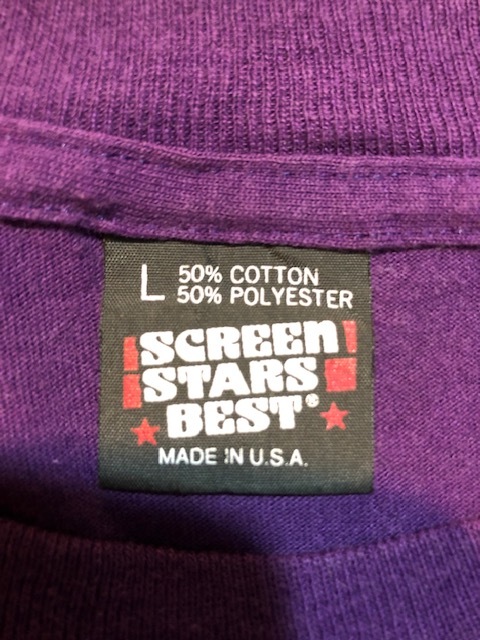 L 50% COTTON
50% POLYESTER
SCREEN
STARS
BEST®
MADE IN U.S.A.